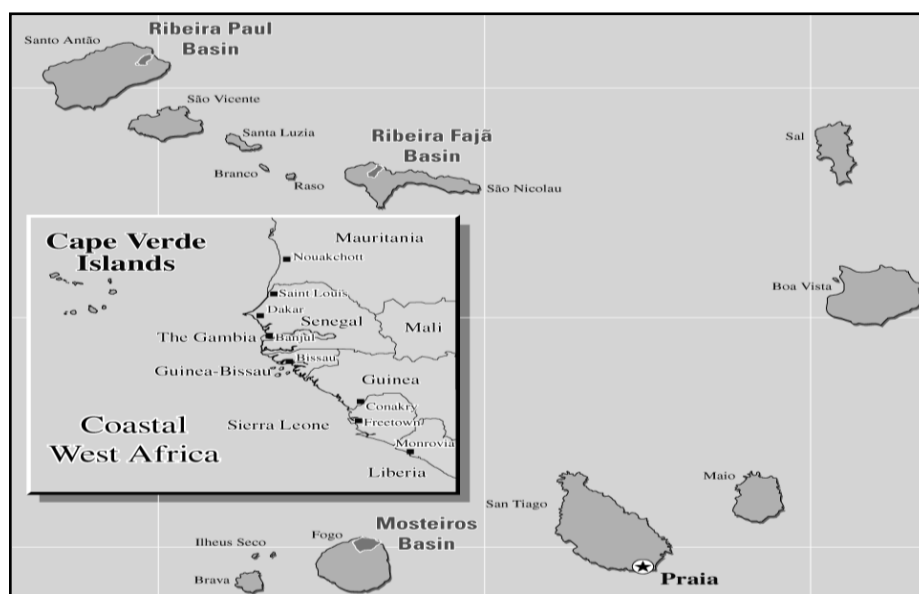 Ribeira Paul
Basin
Santo Antão
São Vicente
Santa Luzia
Branco
Raso
Ribeira Fajã
Basin
São Nicolau
Sal
Boa Vista
Cape Verde
Islands
Mauritania
Nouakchott
Saint Louis
Dakar
Senegal
Mali
The Gambia
Banjul
Bissau
Guinea-Bissau
Guinea
Conakry
Sierra Leone
Freetown
Coastal
West Africa
Monrovia
Liberia
San Tiago
Maio
Mosteiros
Basin
Ilheus Seco
Fogo
Brava
Praia